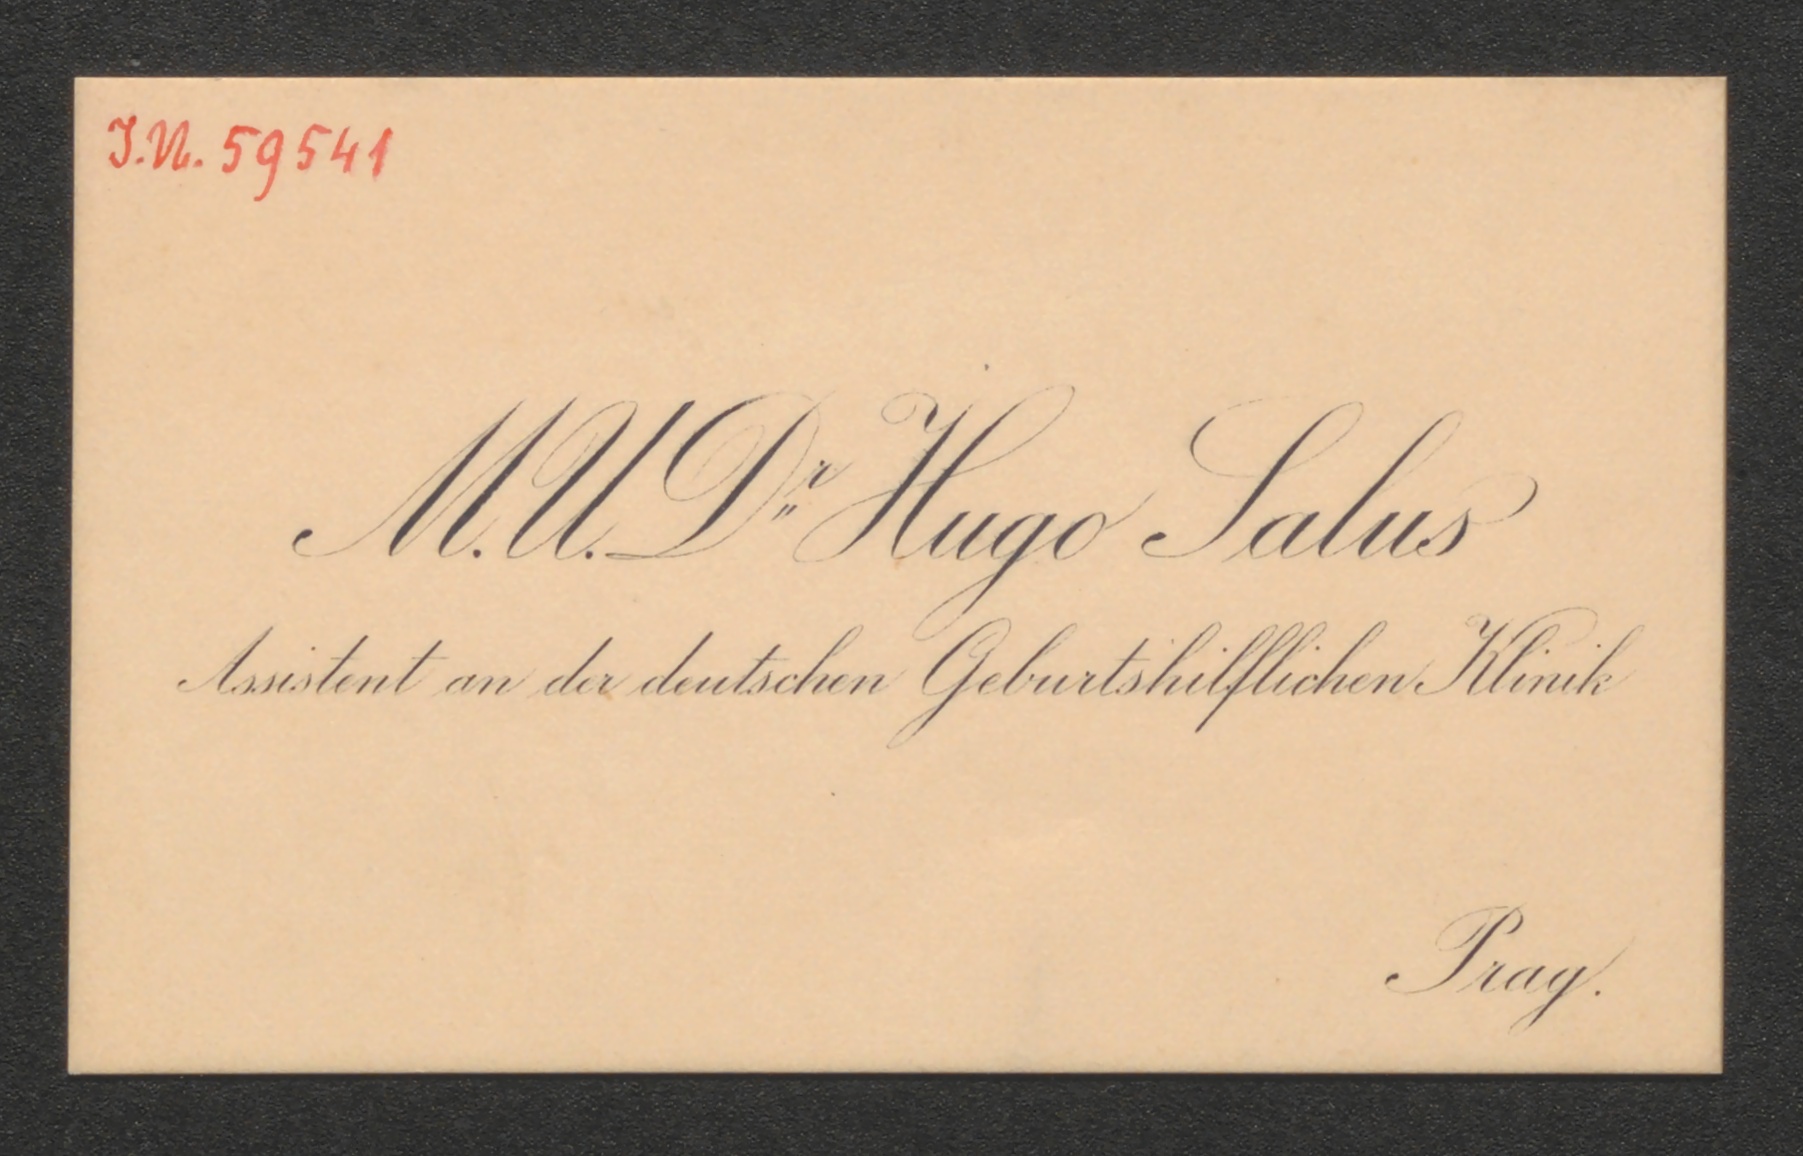 I.N. 59541
M.U.Dr. Hugo Salus
Assistent an der deutschen Geburtshilflichen Klinik
Prag.